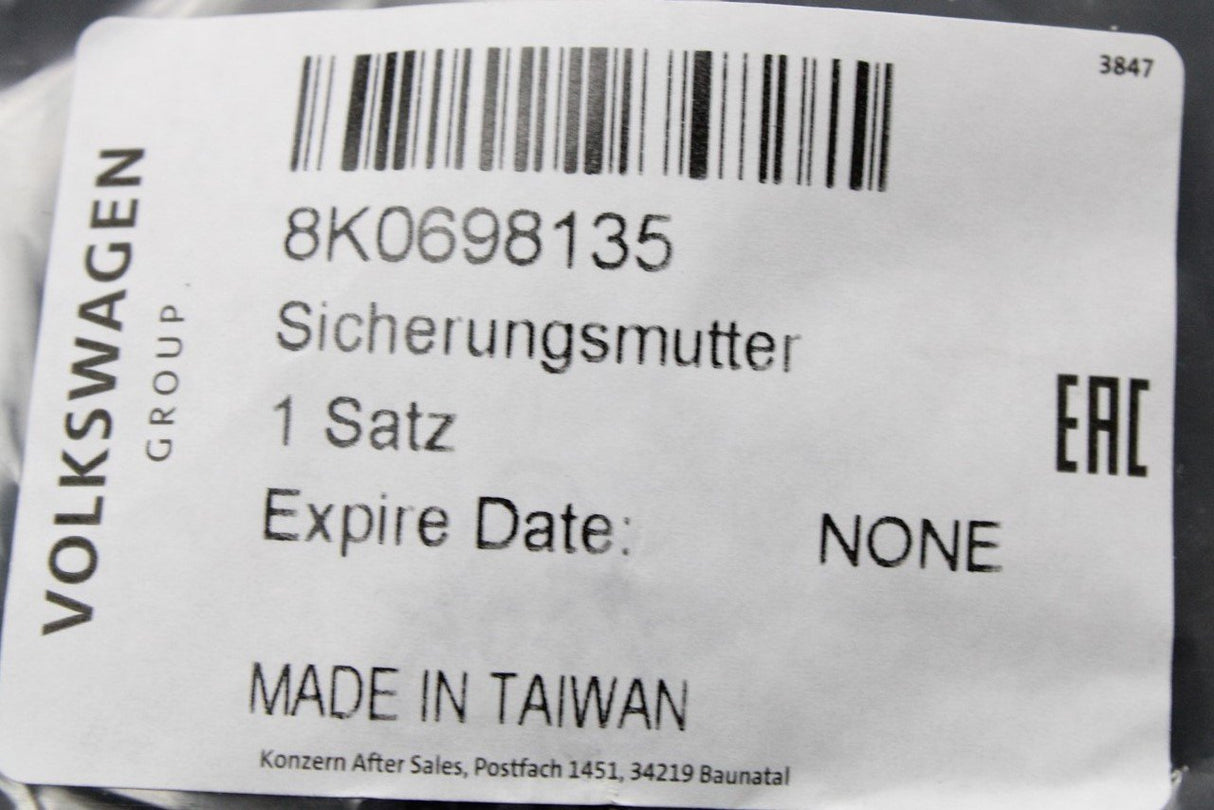 3847
8K0698135
Sicherungsmutter
1 Satz
Expire Date: NONE
EAC
MADE IN TAIWAN
Konzern After Sales, Postfach 1451, 34219 Baunatal
VOLKSWAGEN
GROUP